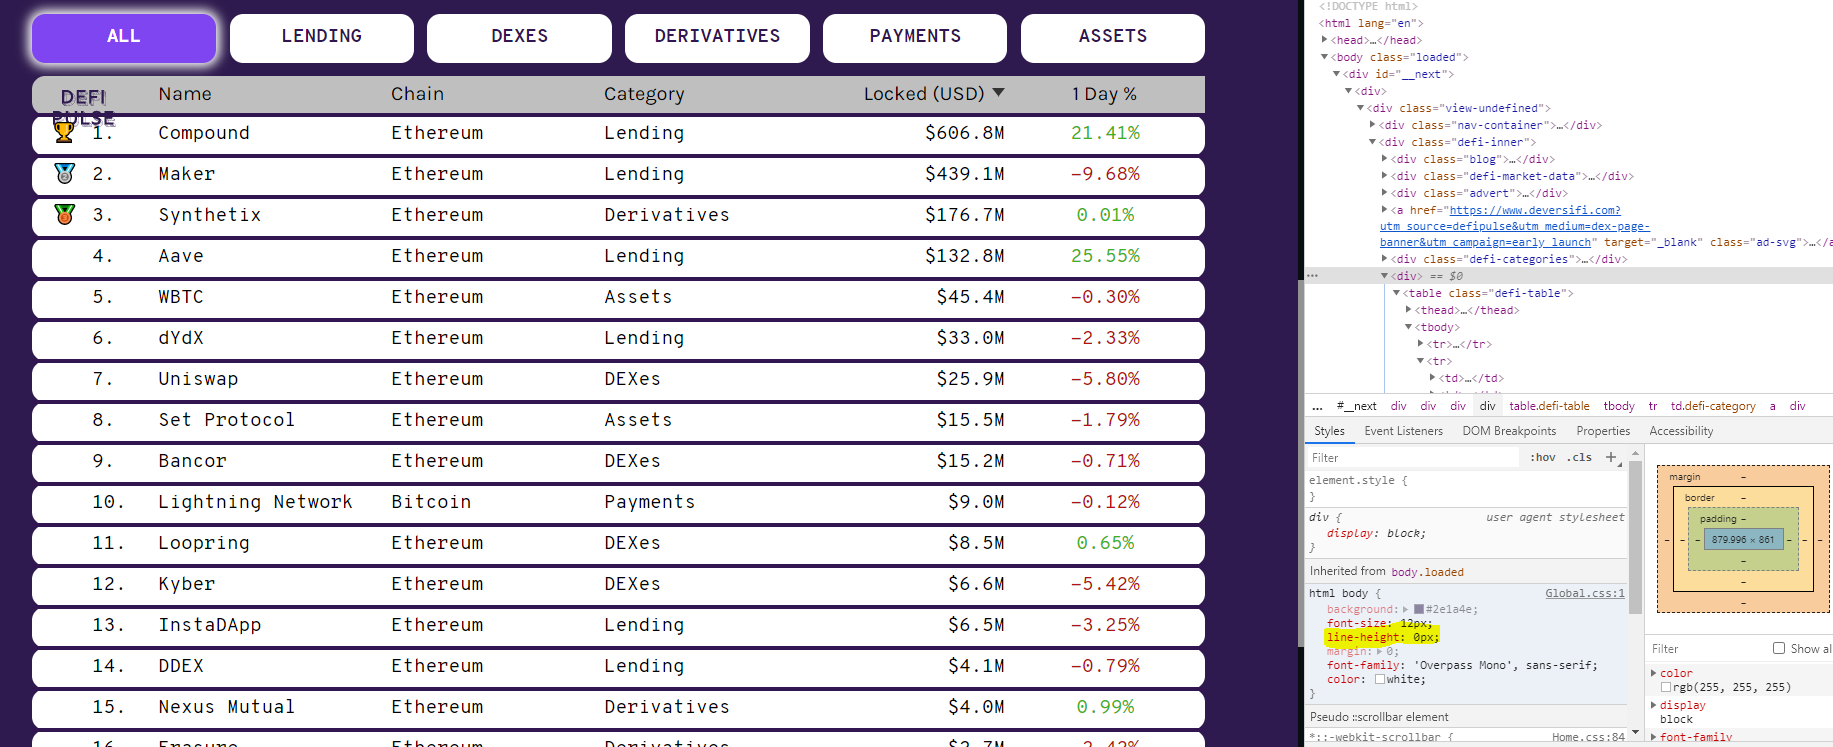 ALL LENDING DEXES DERIVATIVES PAYMENTS ASSETS
DEFI PULSE Name Chain Category Locked (USD) ▼ 1 Day %
1. Compound Ethereum Lending $606.8M 21.41%
2. Maker Ethereum Lending $439.1M -9.68%
3. Synthetix Ethereum Derivatives $176.7M 0.01%
4. Aave Ethereum Lending $132.8M 25.55%
5. WBTC Ethereum Assets $45.4M -0.30%
6. dYdX Ethereum Lending $33.0M -2.33%
7. Uniswap Ethereum DEXes $25.9M -5.80%
8. Set Protocol Ethereum Assets $15.5M -1.79%
9. Bancor Ethereum DEXes $15.2M -0.71%
10. Lightning Network Bitcoin Payments $9.0M -0.12%
11. Loopring Ethereum DEXes $8.5M 0.65%
12. Kyber Ethereum DEXes $6.6M -5.42%
13. InstaDApp Ethereum Lending $6.5M -3.25%
14. DDEX Ethereum Lending $4.1M -0.79%
15. Nexus Mutual Ethereum Derivatives $4.0M 0.99%
<!DOCTYPE html>
<html lang="en">
▶<head>…</head>
▼<body class="loaded">
▼<div id="__next">
▼<div>
▼<div class="view-undefined">
▶<div class="nav-container">…</div>
▼<div class="defi-inner">
▶<div class="blog">…</div>
▶<div class="defi-market-data">…</div>
▶<div class="advert">…</div>
▶<a href="https://www.deversifi.com?
utm_source=defipulse&utm_medium=dex-page-
banner&utm_campaign=early_launch" target="_blank" class="ad-svg">…</a
▶<div class="defi-categories">…</div>
… ▼<div> == $0
▼<table class="defi-table">
▶<thead>…</thead>
▼<tbody>
▶<tr>…</tr>
▼<tr>
▶<td>…</td>
… #__next div div div div table.defi-table tbody tr td.defi-category a div
Styles Event Listeners DOM Breakpoints Properties Accessibility
Filter :hov .cls +
element.style {
}
div { user agent stylesheet
display: block;
}
Inherited from body.loaded
html body { Global.css:1
background:▶ #2e1a4e;
font-size: 12px;
line-height: 0px;
margin:▶ 0;
font-family: 'Overpass Mono', sans-serif;
color: white;
}
Pseudo ::scrollbar element
*::-webkit-scrollbar { Home.css:84
margin –
border –
padding –
– – – 879.996 × 861 – – –
–
–
–
Filter Show al
▶ color
rgb(255, 255, 255)
▶ display
block
▶ font-family